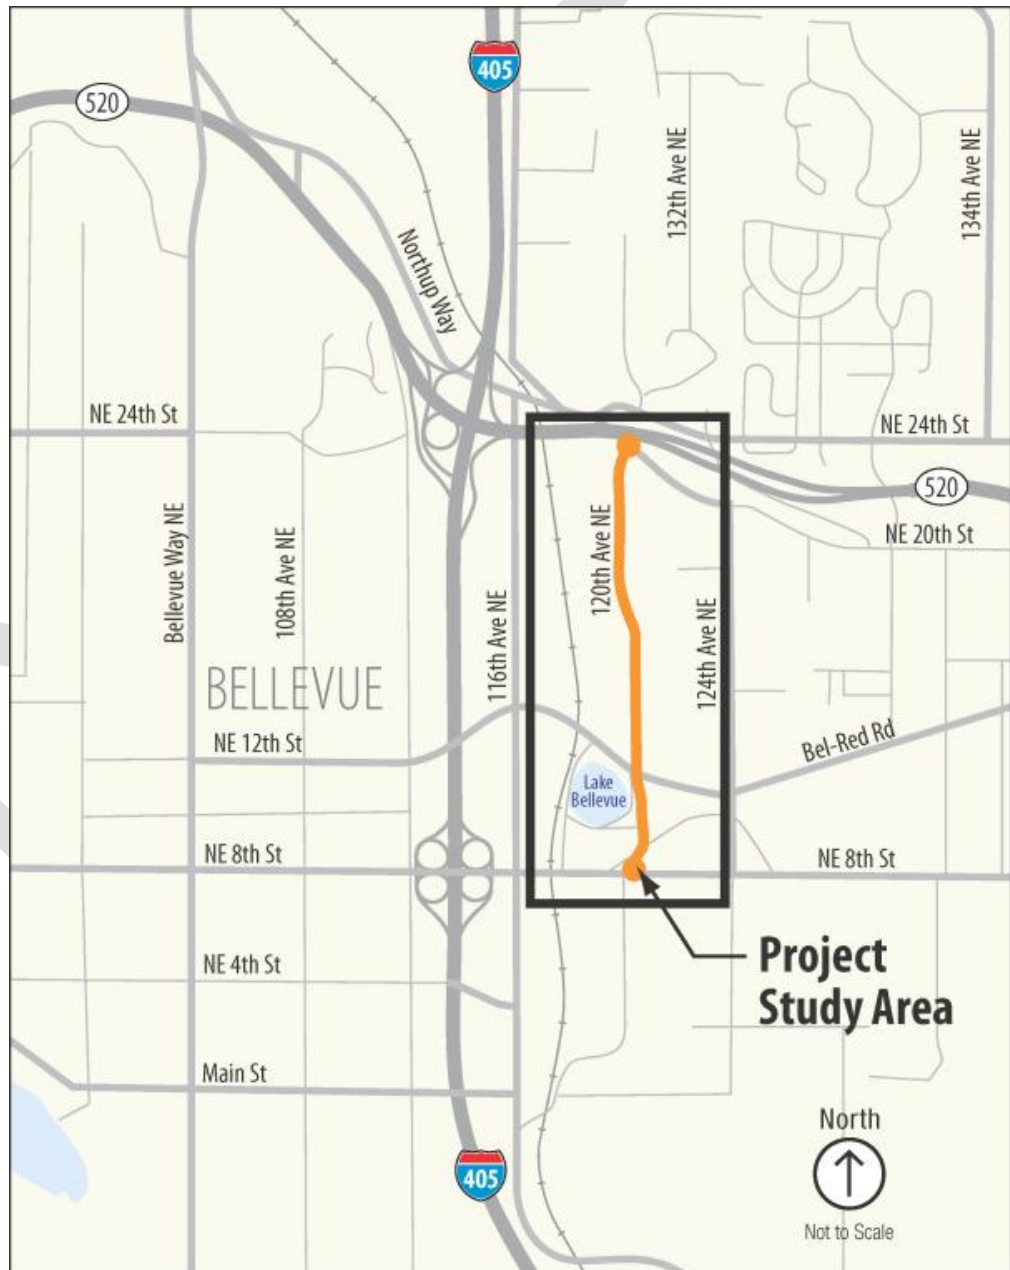 405
520
132th Ave NE
134th Ave NE
Northup Way
NE 24th St
NE 24th St
520
NE 20th St
Bellevue Way NE
108th Ave NE
116th Ave NE
120th Ave NE
124th Ave NE
BELLEVUE
NE 12th St
Bel-Red Rd
Lake
Bellevue
NE 8th St
NE 8th St
Project
Study Area
NE 4th St
Main St
405
North
Not to Scale